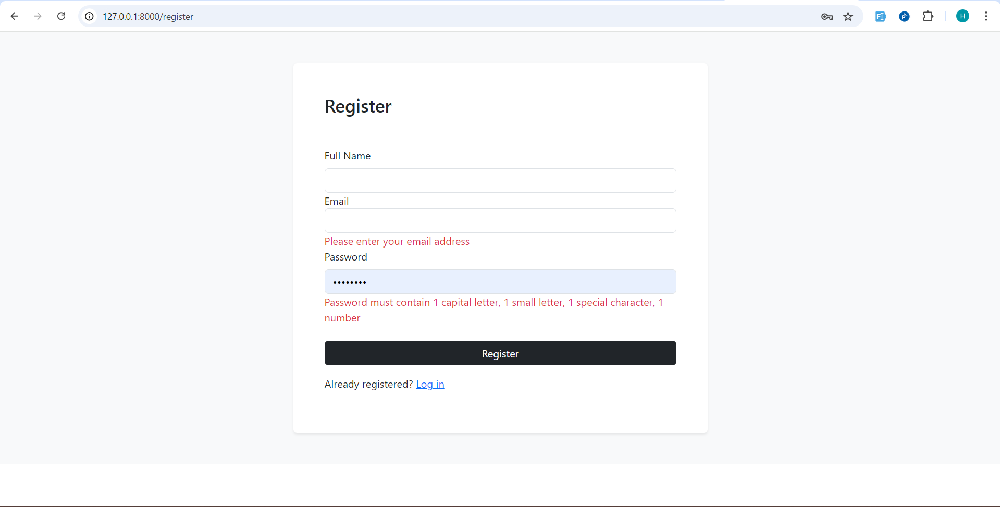 127.0.0.1:8000/register
H
Register
Full Name
Email
Please enter your email address
Password
••••••••
Password must contain 1 capital letter, 1 small letter, 1 special character, 1
number
Register
Already registered? Log in